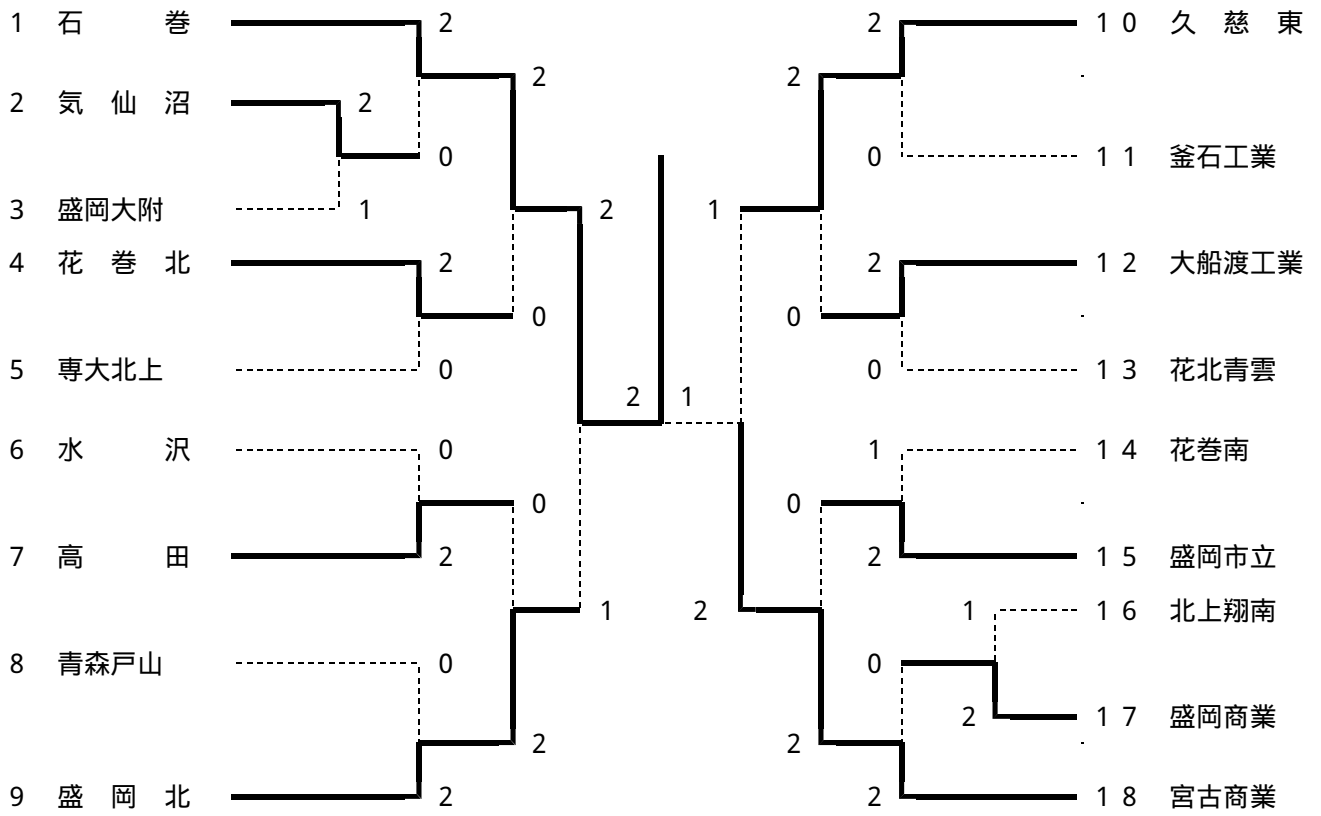 1 石 巻 2 2 1 0 久 慈 東
2 2
2 気 仙 沼 2
0 0 1 1 釜石工業
3 盛岡大附 1 2 1
4 花 巻 北 2 2 1 2 大船渡工業
0 0
5 専大北上 0 0 1 3 花北青雲
2 1
6 水 沢 0 1 1 4 花巻南
0 0
7 高 田 2 2 1 5 盛岡市立
1 2 1 1 6 北上翔南
8 青森戸山 0 0
2 1 7 盛岡商業
2 2
9 盛 岡 北 2 2 1 8 宮古商業